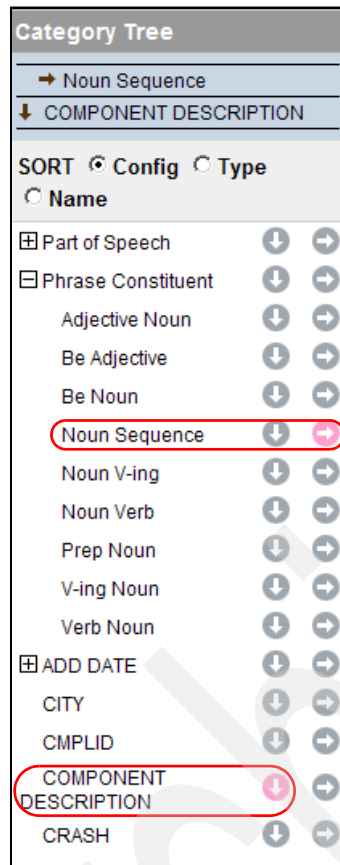 Category Tree
Noun Sequence
COMPONENT DESCRIPTION
SORT Config Type
Name
Part of Speech
Phrase Constituent
Adjective Noun
Be Adjective
Be Noun
Noun Sequence
Noun V-ing
Noun Verb
Prep Noun
V-ing Noun
Verb Noun
ADD DATE
CITY
CMPLID
COMPONENT
DESCRIPTION
CRASH